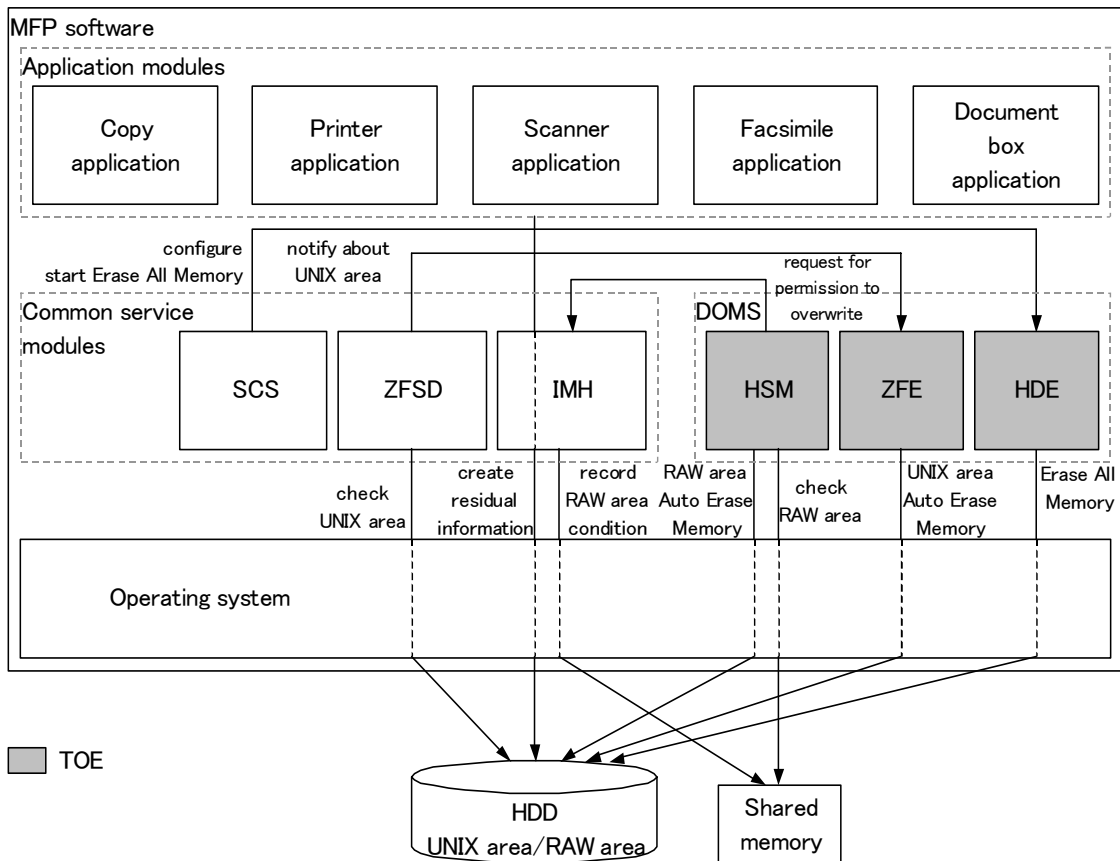 MFP software
Application modules
Copy
application
Printer
application
Scanner
application
Facsimile
application
Document
box
application
configure
start Erase All Memory
notify about
UNIX area
request for
permission to
overwrite
Common service
modules
DOMS
SCS
ZFSD
IMH
HSM
ZFE
HDE
check
UNIX area
create
residual
information
record
RAW area
condition
RAW area
Auto Erase
Memory
check
RAW area
UNIX area
Auto Erase
Memory
Erase All
Memory
Operating system
TOE
HDD
UNIX area/RAW area
Shared
memory